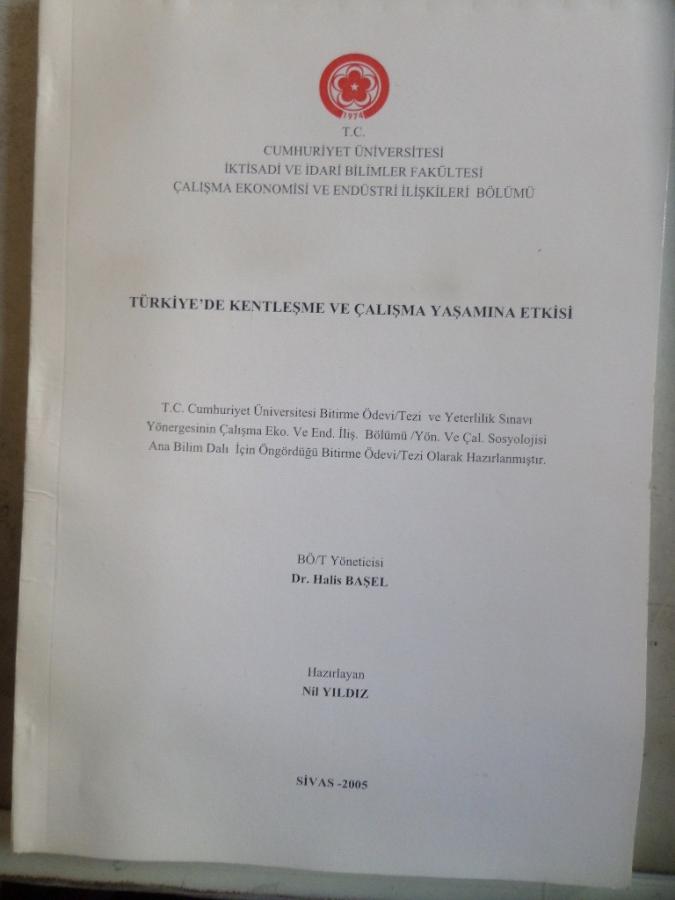 1974
T.C.
CUMHURİYET ÜNİVERSİTESİ
İKTİSADİ VE İDARİ BİLİMLER FAKÜLTESİ
ÇALIŞMA EKONOMİSİ VE ENDÜSTRİ İLİŞKİLERİ BÖLÜMÜ
TÜRKİYE'DE KENTLEŞME VE ÇALIŞMA YAŞAMINA ETKİSİ
T.C. Cumhuriyet Üniversitesi Bitirme Ödevi/Tezi ve Yeterlilik Sınavı
Yönergesinin Çalışma Eko. Ve End. İliş. Bölümü /Yön. Ve Çal. Sosyolojisi
Ana Bilim Dalı İçin Öngördüğü Bitirme Ödevi/Tezi Olarak Hazırlanmıştır.
BÖ/T Yöneticisi
Dr. Halis BAŞEL
Hazırlayan
Nil YILDIZ
SİVAS -2005